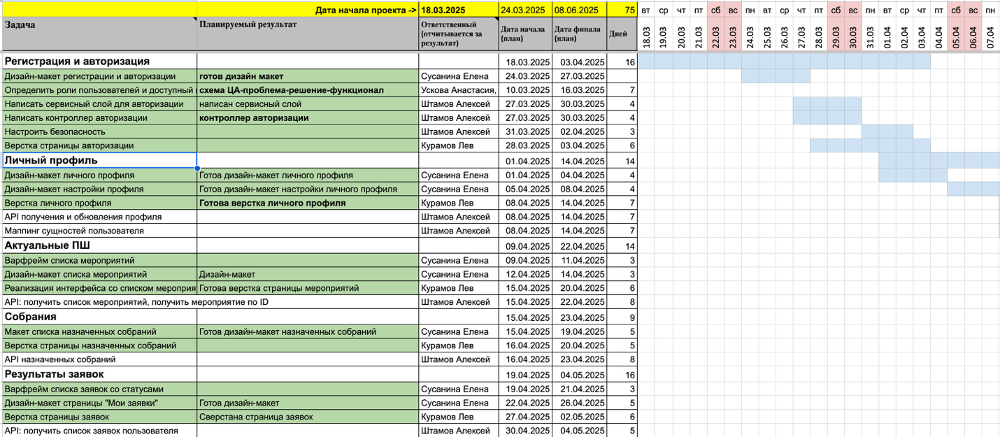 Дата начала проекта -> 18.03.2025 24.03.2025 08.06.2025 75 вт ср чт пт сб вс пн вт ср чт пт сб вс пн вт ср чт пт сб вс пн
Задача Планируемый результат Ответственный (отчитывается за результат) Дата начала (план) Дата финала (план) Дней 18.03 19.03 20.03 21.03 22.03 23.03 24.03 25.03 26.03 27.03 28.03 29.03 30.03 31.03 01.04 02.04 03.04 04.04 05.04 06.04 07.04
Регистрация и авторизация 18.03.2025 03.04.2025 16
Дизайн-макет регистрации и авторизации готов дизайн макет Сусанина Елена 24.03.2025 27.03.2025
Определить роли пользователей и доступный схема ЦА-проблема-решение-функционал Ускова Анастасия, 10.03.2025 16.03.2025 7
Написать сервисный слой для авторизации написан сервисный слой Штамов Алексей 27.03.2025 30.03.2025 4
Написать контроллер авторизации контроллер авторизации Штамов Алексей 27.03.2025 30.03.2025 4
Настроить безопасность Штамов Алексей 31.03.2025 02.04.2025 3
Верстка страницы авторизации Курамов Лев 28.03.2025 03.04.2025 6
Личный профиль 01.04.2025 14.04.2025 14
Дизайн-макет личного профиля Готов дизайн-макет личного профиля Сусанина Елена 01.04.2025 04.04.2025 4
Дизайн-макет настройки профиля Готов дизайн-макет настройки личного профиля Сусанина Елена 05.04.2025 08.04.2025 4
Верстка личного профиля Готова верстка личного профиля Курамов Лев 08.04.2025 14.04.2025 7
API получения и обновления профиля Штамов Алексей 08.04.2025 14.04.2025 7
Маппинг сущностей пользователя Штамов Алексей 08.04.2025 14.04.2025 7
Актуальные ПШ 09.04.2025 22.04.2025 14
Варфрейм списка мероприятий Сусанина Елена 09.04.2025 11.04.2025 3
Дизайн-макет списка мероприятий Дизайн-макет Сусанина Елена 12.04.2025 14.04.2025 3
Реализация интерфейса со списком мероприя Готова верстка страницы мероприятий Курамов Лев 15.04.2025 20.04.2025 6
API: получить список мероприятий, получить мероприятие по ID Штамов Алексей 15.04.2025 22.04.2025 8
Собрания 15.04.2025 23.04.2025 9
Макет списка назначенных собраний Готов дизайн-макет назначенных собраний Сусанина Елена 15.04.2025 19.04.2025 5
Верстка страницы назначенных собраний Курамов Лев 16.04.2025 20.04.2025 5
API назначенных собраний Штамов Алексей 16.04.2025 23.04.2025 8
Результаты заявок 19.04.2025 04.05.2025 16
Варфрейм списка заявок со статусами Сусанина Елена 19.04.2025 21.04.2025 3
Дизайн-макет страницы "Мои заявки" Готов дизайн-макет Сусанина Елена 22.04.2025 26.04.2025 5
Верстка страницы заявок Сверстана страница заявок Курамов Лев 27.04.2025 02.05.2025 6
API: получить список заявок пользователя Штамов Алексей 30.04.2025 04.05.2025 5